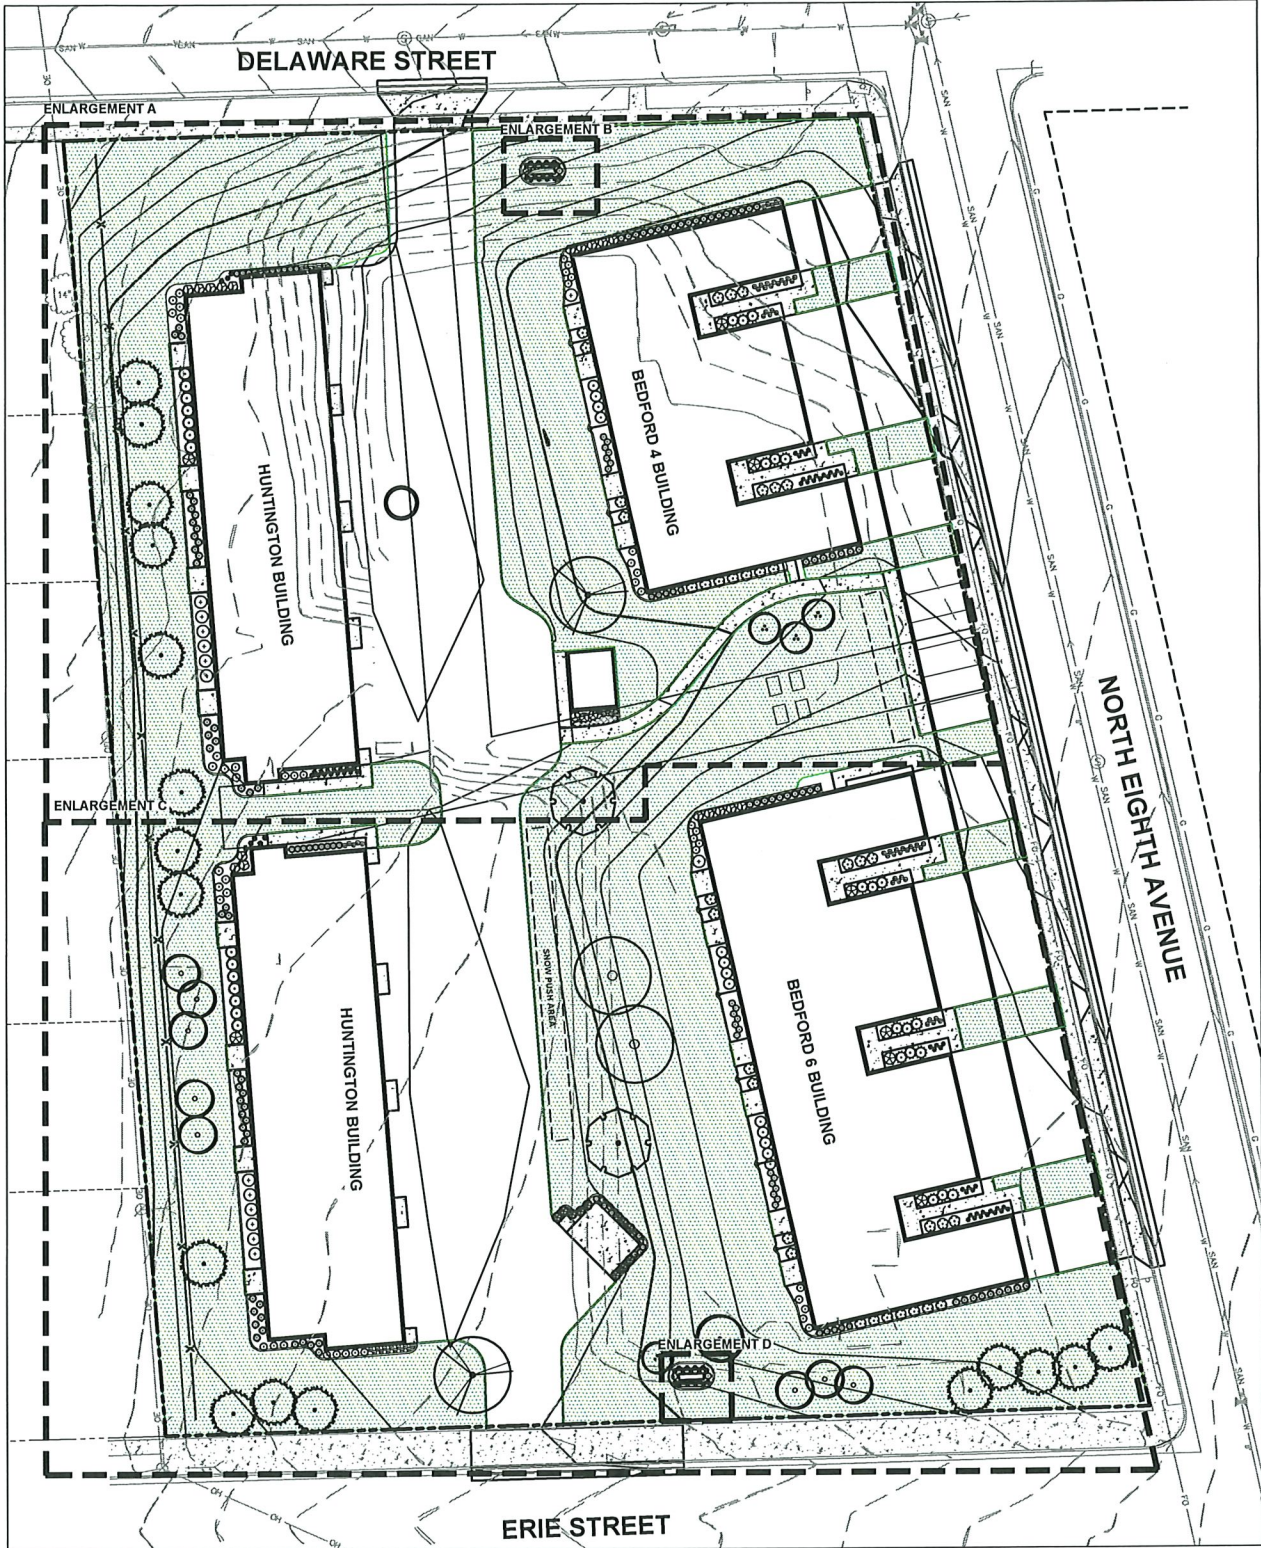 DELAWARE STREET
ENLARGEMENT A
ENLARGEMENT B
14"
HUNTINGTON BUILDING
BEDFORD 4 BUILDING
NORTH EIGHTH AVENUE
ENLARGEMENT C
SNOW PUSH AREA
HUNTINGTON BUILDING
BEDFORD 6 BUILDING
ENLARGEMENT D
ERIE STREET